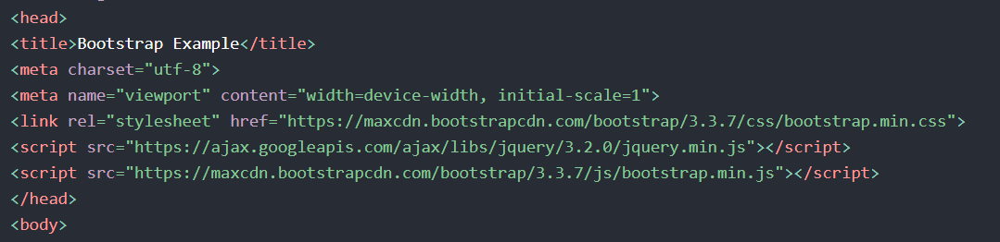 <head>
<title>Bootstrap Example</title>
<meta charset="utf-8">
<meta name="viewport" content="width=device-width, initial-scale=1">
<link rel="stylesheet" href="https://maxcdn.bootstrapcdn.com/bootstrap/3.3.7/css/bootstrap.min.css">
<script src="https://ajax.googleapis.com/ajax/libs/jquery/3.2.0/jquery.min.js"></script>
<script src="https://maxcdn.bootstrapcdn.com/bootstrap/3.3.7/js/bootstrap.min.js"></script>
</head>
<body>